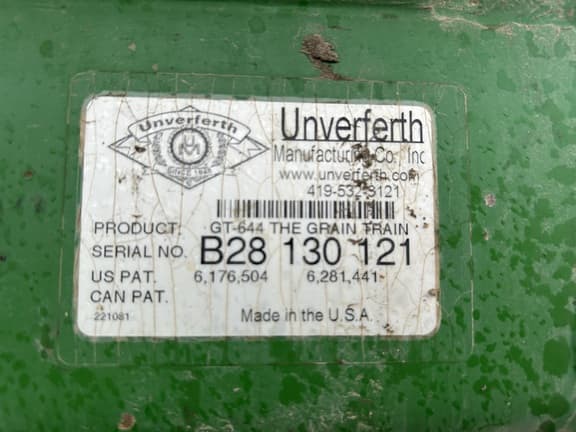 Unverferth
UM
SINCE 1948
Unverferth
Manufacturing Co., Inc
www.unverferth.com
419-532-3121
PRODUCT: GT-644 THE GRAIN TRAIN
SERIAL NO. B28 130 121
US PAT. 6,176,504 6,281,441
CAN PAT.
221081 Made in the U.S.A.